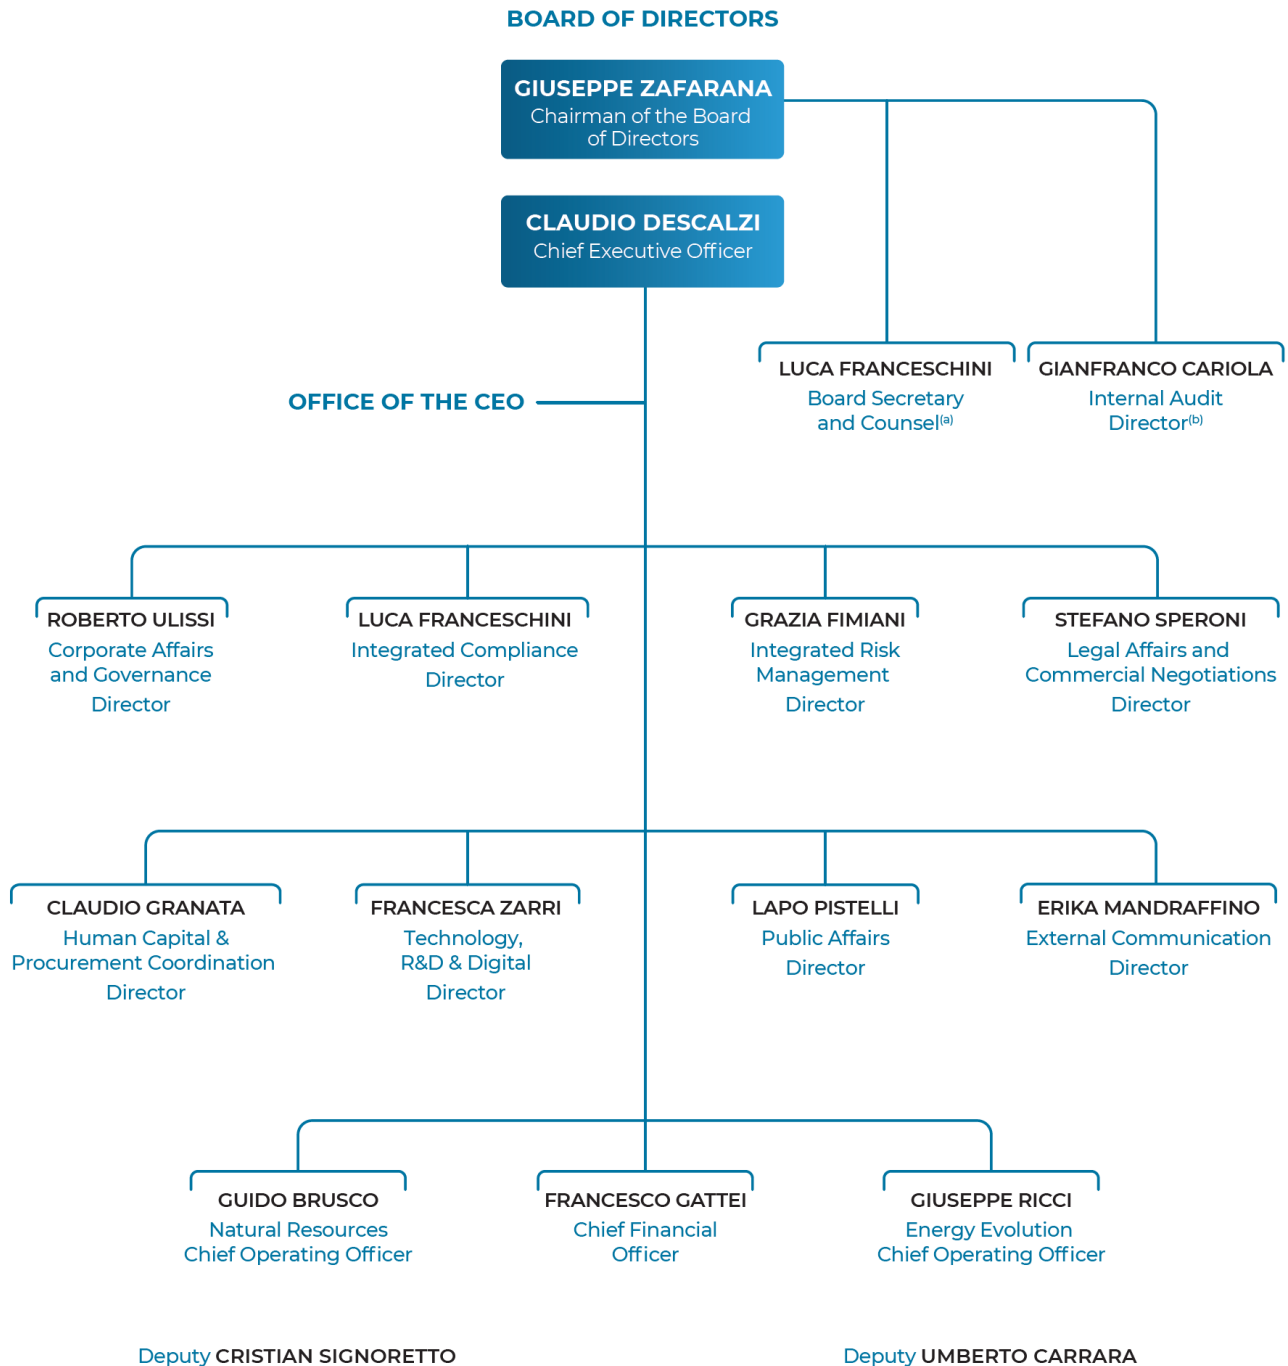 BOARD OF DIRECTORS
GIUSEPPE ZAFARANA
Chairman of the Board
of Directors
CLAUDIO DESCALZI
Chief Executive Officer
LUCA FRANCESCHINI
Board Secretary
and Counsel(a)
GIANFRANCO CARIOLA
Internal Audit
Director(b)
OFFICE OF THE CEO
ROBERTO ULISSI
Corporate Affairs
and Governance
Director
LUCA FRANCESCHINI
Integrated Compliance
Director
GRAZIA FIMIANI
Integrated Risk
Management
Director
STEFANO SPERONI
Legal Affairs and
Commercial Negotiations
Director
CLAUDIO GRANATA
Human Capital &
Procurement Coordination
Director
FRANCESCA ZARRI
Technology,
R&D & Digital
Director
LAPO PISTELLI
Public Affairs
Director
ERIKA MANDRAFFINO
External Communication
Director
GUIDO BRUSCO
Natural Resources
Chief Operating Officer
FRANCESCO GATTEI
Chief Financial
Officer
GIUSEPPE RICCI
Energy Evolution
Chief Operating Officer
Deputy CRISTIAN SIGNORETTO
Deputy UMBERTO CARRARA